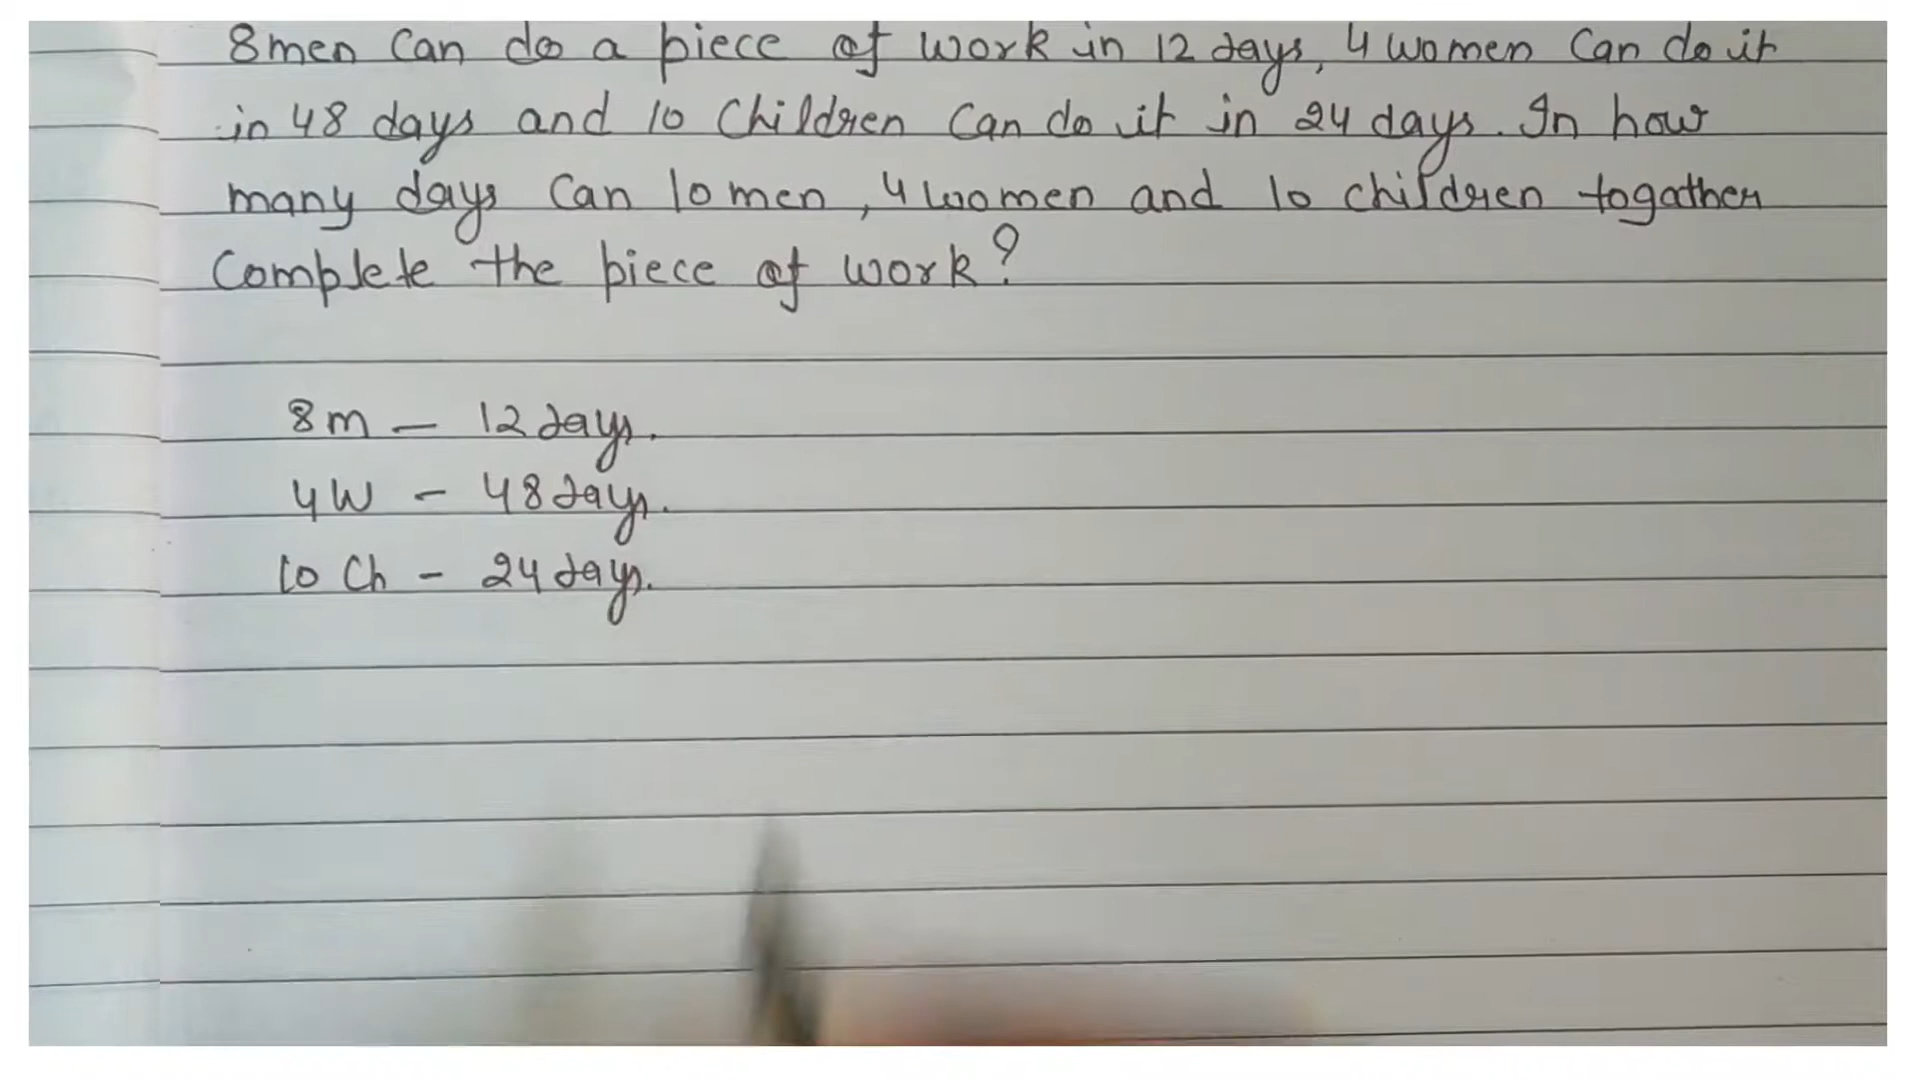 8men Can do a piece of work in 12 days, 4 women Can do it
in 48 days and 10 Children Can do it in 24 days. In how
many days Can 10 men, 4 women and 10 children togather
Complete the piece of work?
8m - 12 days.
4W - 48 days.
10 Ch - 24 days.